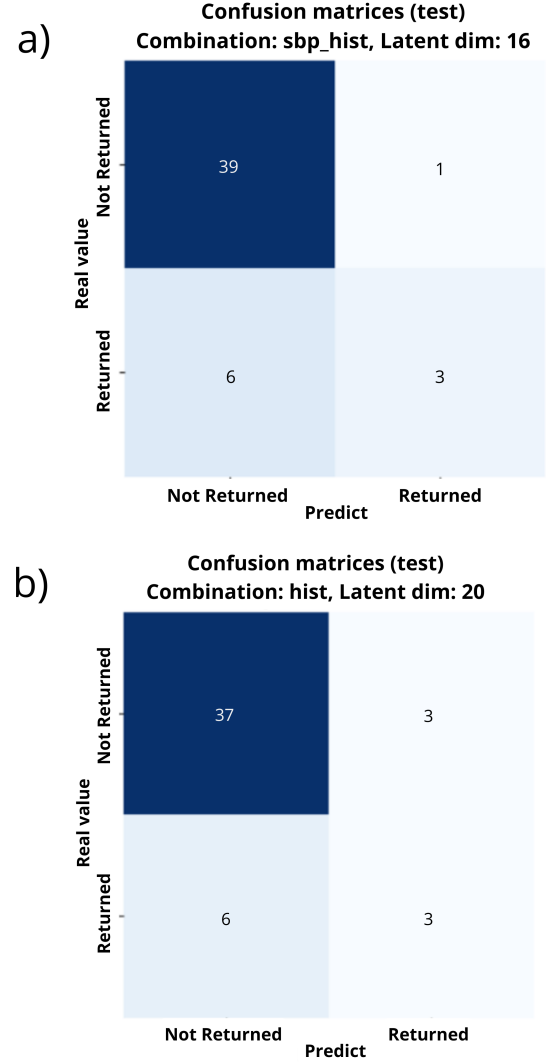 a)
Confusion matrices (test)
Combination: sbp_hist, Latent dim: 16
Real value
Not Returned
39
1
Returned
6
3
Not Returned
Returned
Predict
b)
Confusion matrices (test)
Combination: hist, Latent dim: 20
Real value
Not Returned
37
3
Returned
6
3
Not Returned
Returned
Predict